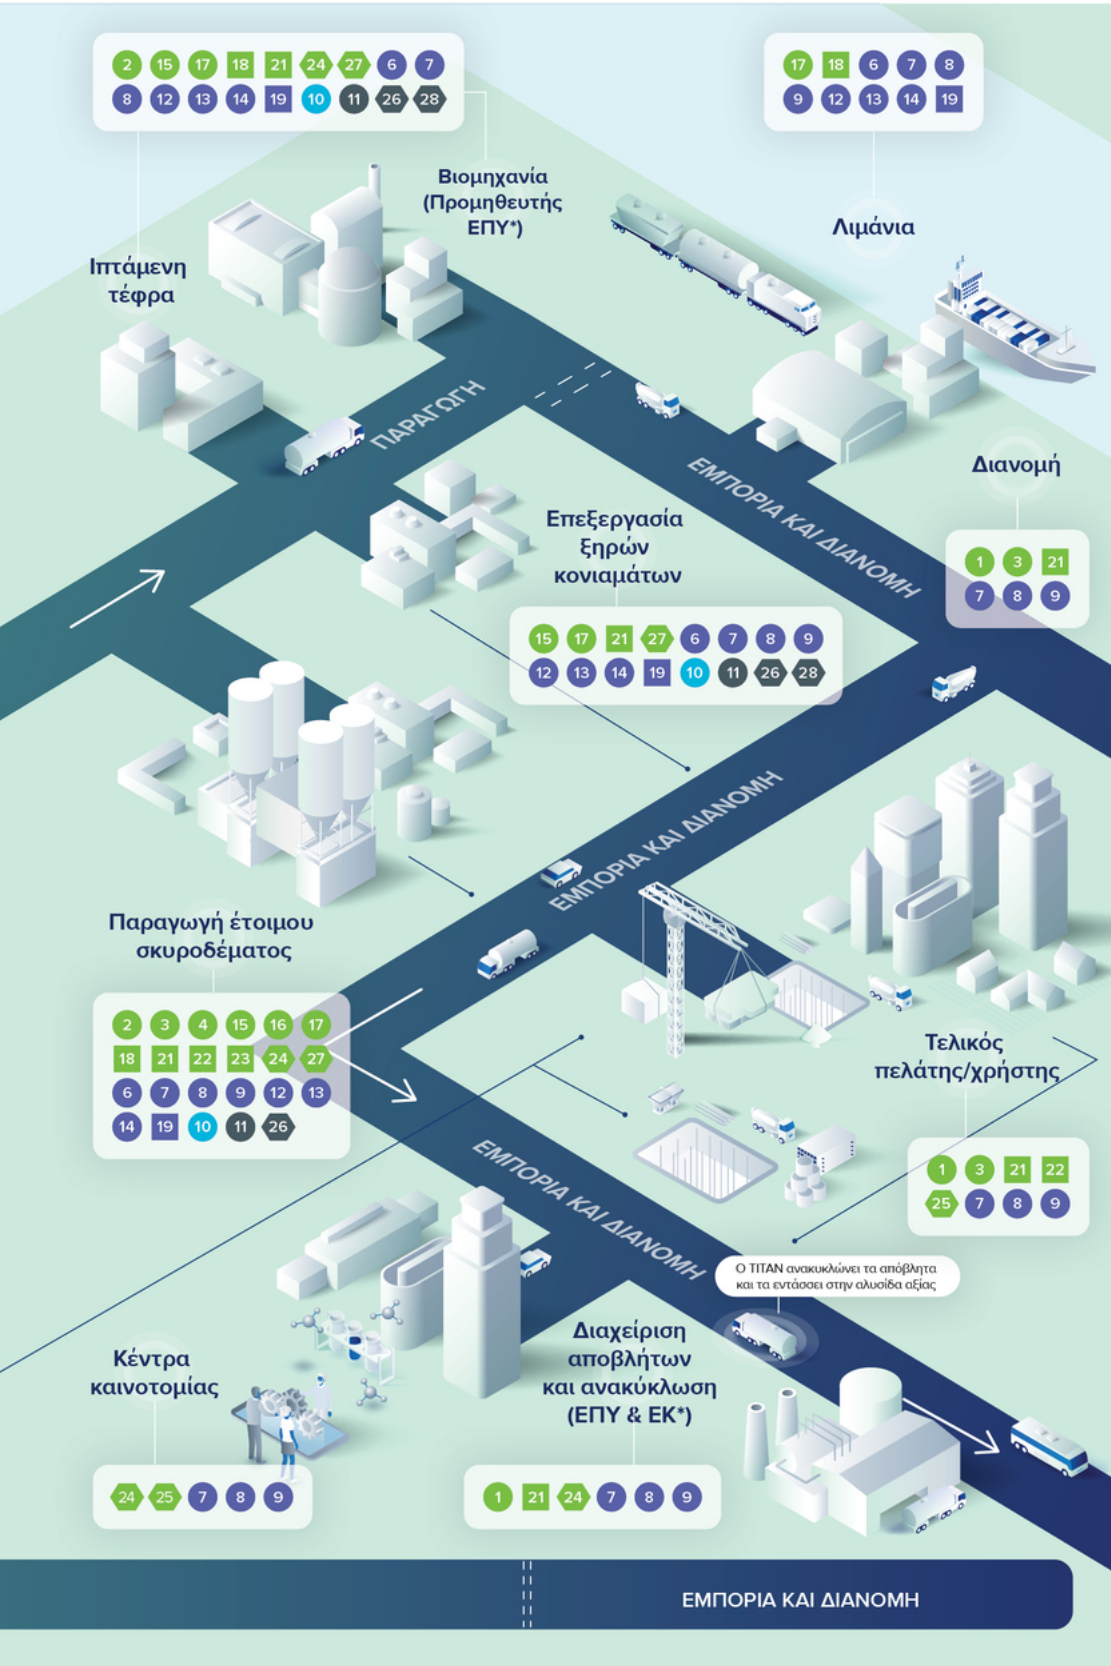 2 15 17 18 21 24 27 6 7
8 12 13 14 19 10 11 26 28
17 18 6 7 8
9 12 13 14 19
Βιομηχανία
(Προμηθευτής
ΕΠΥ*)
Λιμάνια
Ιπτάμενη
τέφρα
ΠΑΡΑΓΩΓΗ
ΕΜΠΟΡΙΑ ΚΑΙ ΔΙΑΝΟΜΗ
Διανομή
1 3 21
7 8 9
Επεξεργασία
ξηρών
κονιαμάτων
15 17 21 27 6 7 8 9
12 13 14 19 10 11 26 28
ΕΜΠΟΡΙΑ ΚΑΙ ΔΙΑΝΟΜΗ
Παραγωγή έτοιμου
σκυροδέματος
2 3 4 15 16 17
18 21 22 23 24 27
6 7 8 9 12 13
14 19 10 11 26
Τελικός
πελάτης/χρήστης
1 3 21 22
25 7 8 9
ΕΜΠΟΡΙΑ ΚΑΙ ΔΙΑΝΟΜΗ
Ο ΤΙΤΑΝ ανακυκλώνει τα απόβλητα
και τα εντάσσει στην αλυσίδα αξίας
Κέντρα
καινοτομίας
24 25 7 8 9
Διαχείριση
αποβλήτων
και ανακύκλωση
(ΕΠΥ & ΕΚ*)
1 21 24 7 8 9
ΕΜΠΟΡΙΑ ΚΑΙ ΔΙΑΝΟΜΗ